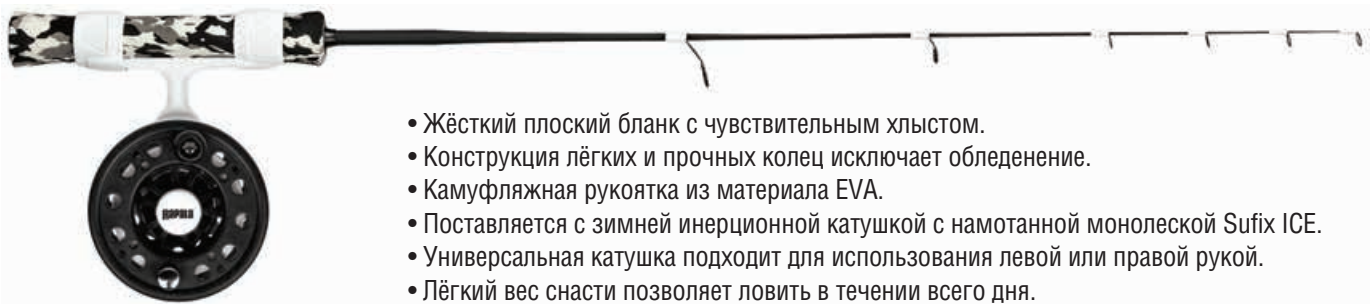 RAPALA
• Жёсткий плоский бланк с чувствительным хлыстом.
• Конструкция лёгких и прочных колец исключает обледенение.
• Камуфляжная рукоятка из материала EVA.
• Поставляется с зимней инерционной катушкой с намотанной монолеской Sufix ICE.
• Универсальная катушка подходит для использования левой или правой рукой.
• Лёгкий вес снасти позволяет ловить в течении всего дня.